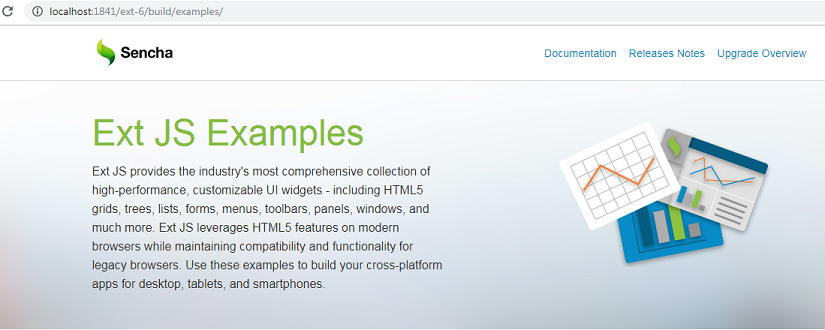 localhost:1841/ext-6/build/examples/
Sencha
Documentation Releases Notes Upgrade Overview
Ext JS Examples
Ext JS provides the industry's most comprehensive collection of
high-performance, customizable UI widgets - including HTML5
grids, trees, lists, forms, menus, toolbars, panels, windows, and
much more. Ext JS leverages HTML5 features on modern
browsers while maintaining compatibility and functionality for
legacy browsers. Use these examples to build your cross-platform
apps for desktop, tablets, and smartphones.